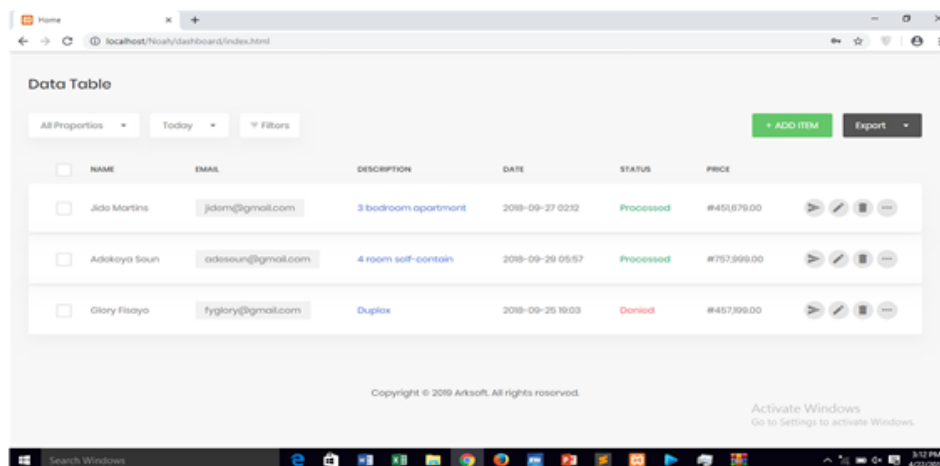 Home
localhost/Noah/dashboard/index.html
Data Table
All Properties Today Filters + ADD ITEM Export
NAME EMAIL DESCRIPTION DATE STATUS PRICE
Jide Martins jidem@gmail.com 3 bedroom apartment 2018-09-27 02:12 Processed #451,679.00
Adekoya Seun adeseun@gmail.com 4 room self-contain 2018-09-29 05:57 Processed #757,999.00
Glory Fisayo fyglory@gmail.com Duplex 2018-09-25 19:03 Denied #457,199.00
Copyright © 2019 Arksoft. All rights reserved.
Activate Windows
Go to Settings to activate Windows.
Search Windows
3:12 PM